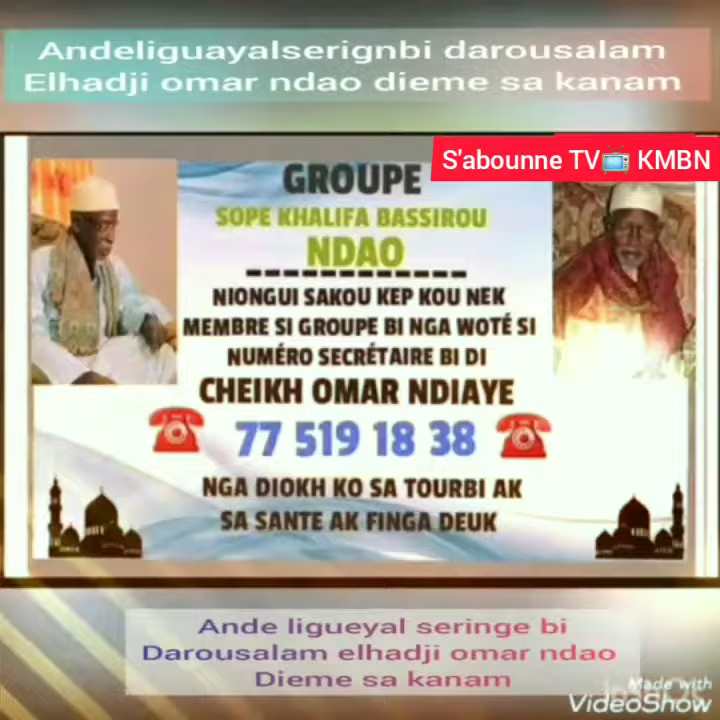 Andeliguayalserignbi darousalam
Elhadji omar ndao dieme sa kanam
S'abounne TV📺 KMBN
GROUPE
SOPE KHALIFA BASSIROU
NDAO
NIONGUI SAKOU KEP KOU NEK
MEMBRE SI GROUPE BI NGA WOTÉ SI
NUMÉRO SECRÉTAIRE BI DI
CHEIKH OMAR NDIAYE
77 519 18 38
NGA DIOKH KO SA TOURBI AK
SA SANTE AK FINGA DEUK
Ande ligueyal seringe bi
Darousalam elhadji omar ndao
Dieme sa kanam
Made with
VideoShow